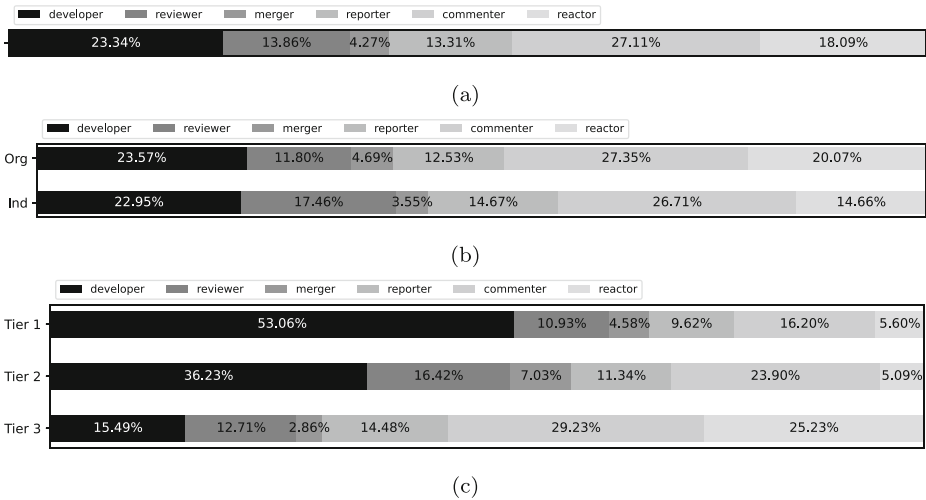 developer reviewer merger reporter commenter reactor
23.34% 13.86% 4.27% 13.31% 27.11% 18.09%
(a)
developer reviewer merger reporter commenter reactor
Org 23.57% 11.80% 4.69% 12.53% 27.35% 20.07%
Ind 22.95% 17.46% 3.55% 14.67% 26.71% 14.66%
(b)
developer reviewer merger reporter commenter reactor
Tier 1 53.06% 10.93% 4.58% 9.62% 16.20% 5.60%
Tier 2 36.23% 16.42% 7.03% 11.34% 23.90% 5.09%
Tier 3 15.49% 12.71% 2.86% 14.48% 29.23% 25.23%
(c)